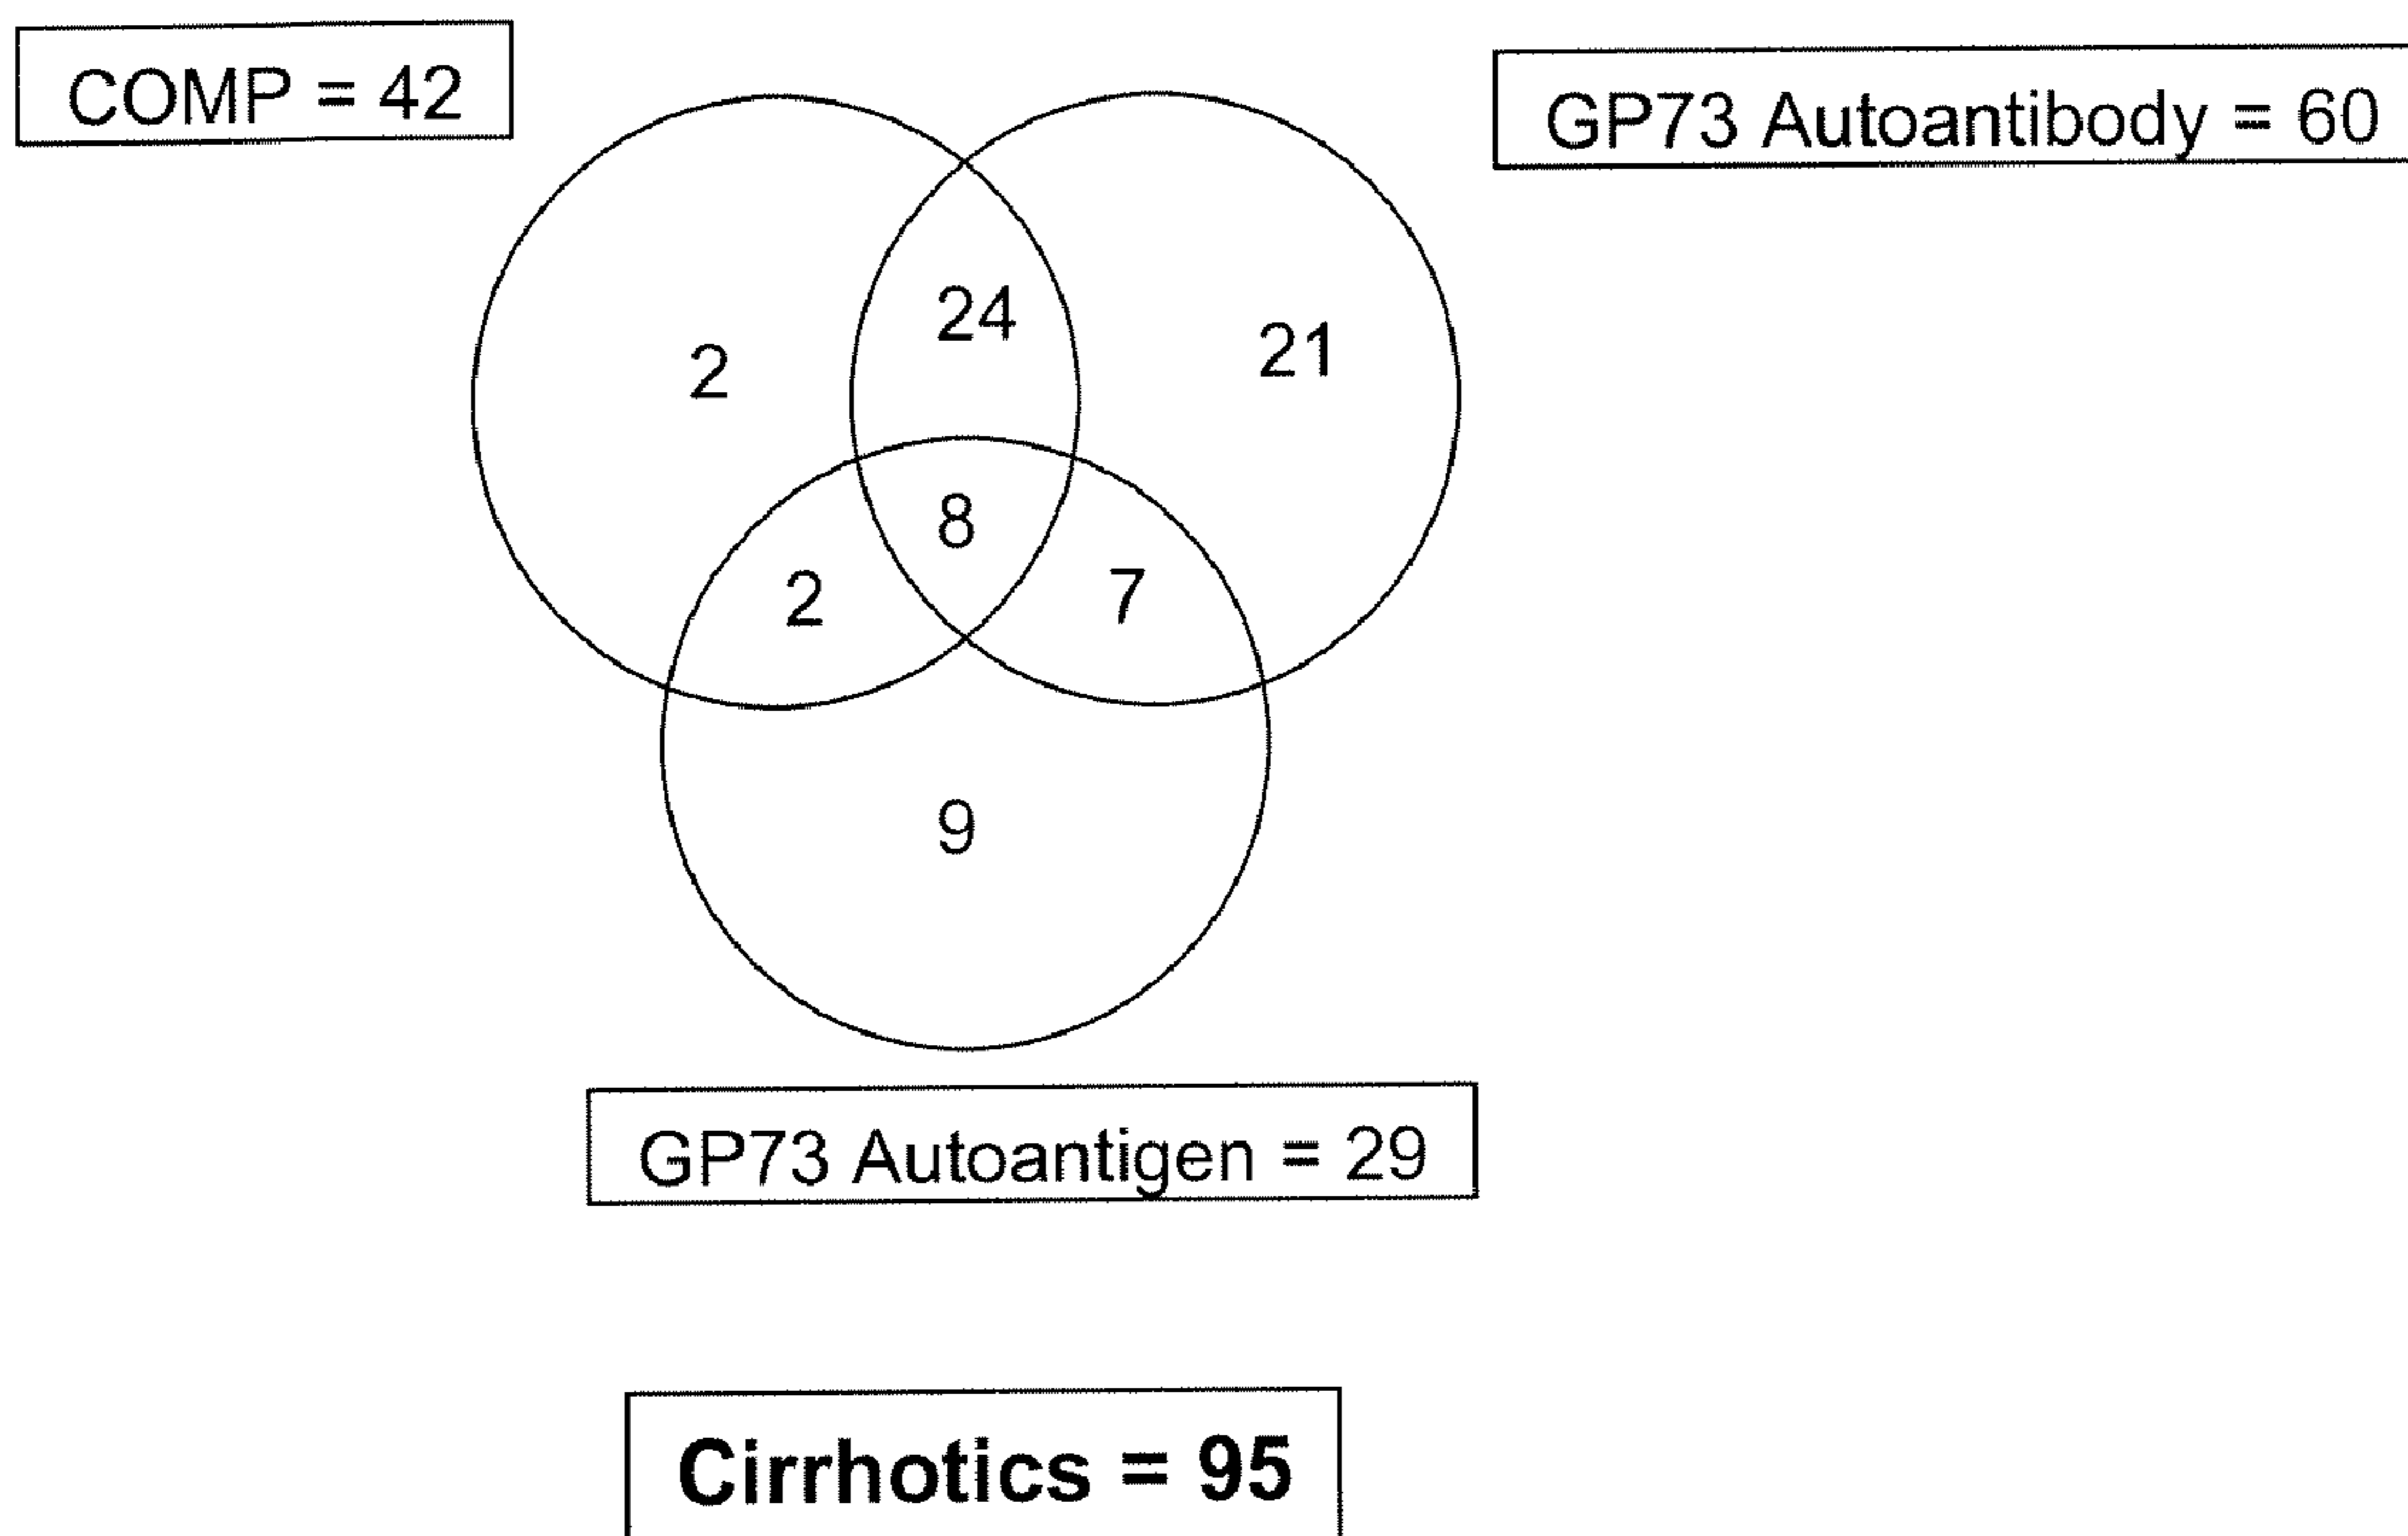 COMP = 42
GP73 Autoantibody = 60
24
21
2
8
2
7
9
GP73 Autoantigen = 29
Cirrhotics = 95